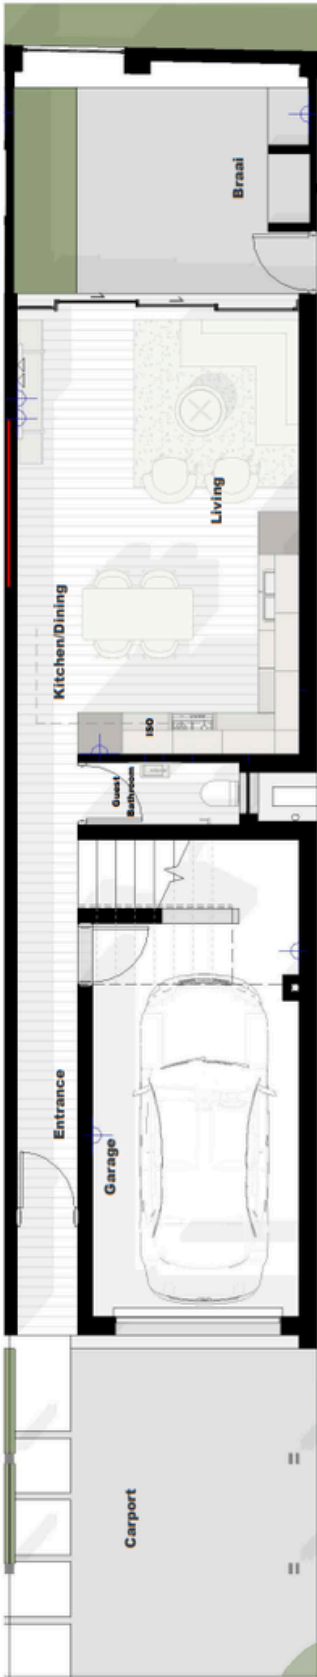 Braai
Living
Kitchen/Dining
ISO
Guest
Bathroom
Entrance
Garage
Carport